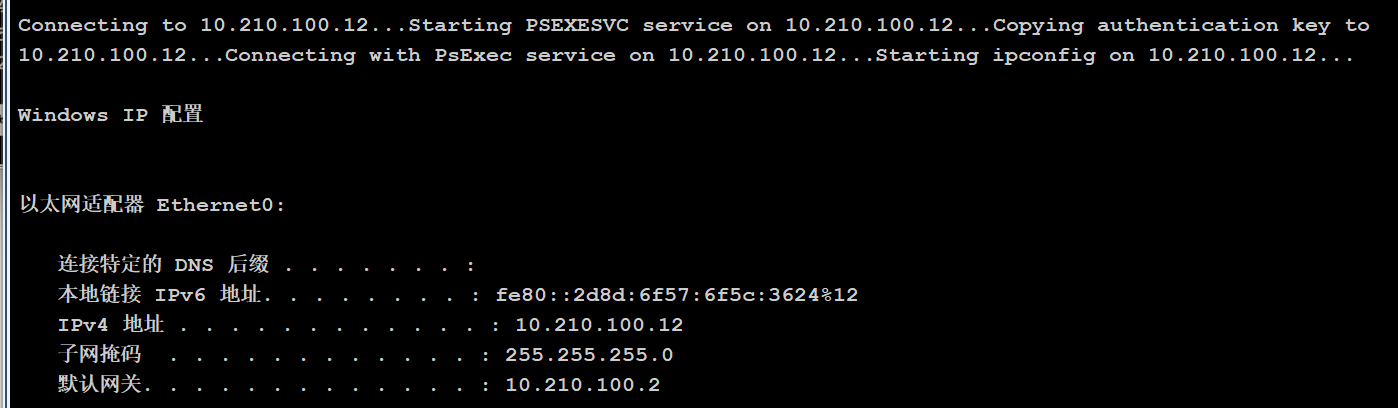 Connecting to 10.210.100.12...Starting PSEXESVC service on 10.210.100.12...Copying authentication key to
10.210.100.12...Connecting with PsExec service on 10.210.100.12...Starting ipconfig on 10.210.100.12...
Windows IP 配置
以太网适配器 Ethernet0:
连接特定的 DNS 后缀 . . . . . . . :
本地链接 IPv6 地址. . . . . . . . : fe80::2d8d:6f57:6f5c:3624%12
IPv4 地址 . . . . . . . . . . . . : 10.210.100.12
子网掩码  . . . . . . . . . . . . : 255.255.255.0
默认网关. . . . . . . . . . . . . : 10.210.100.2